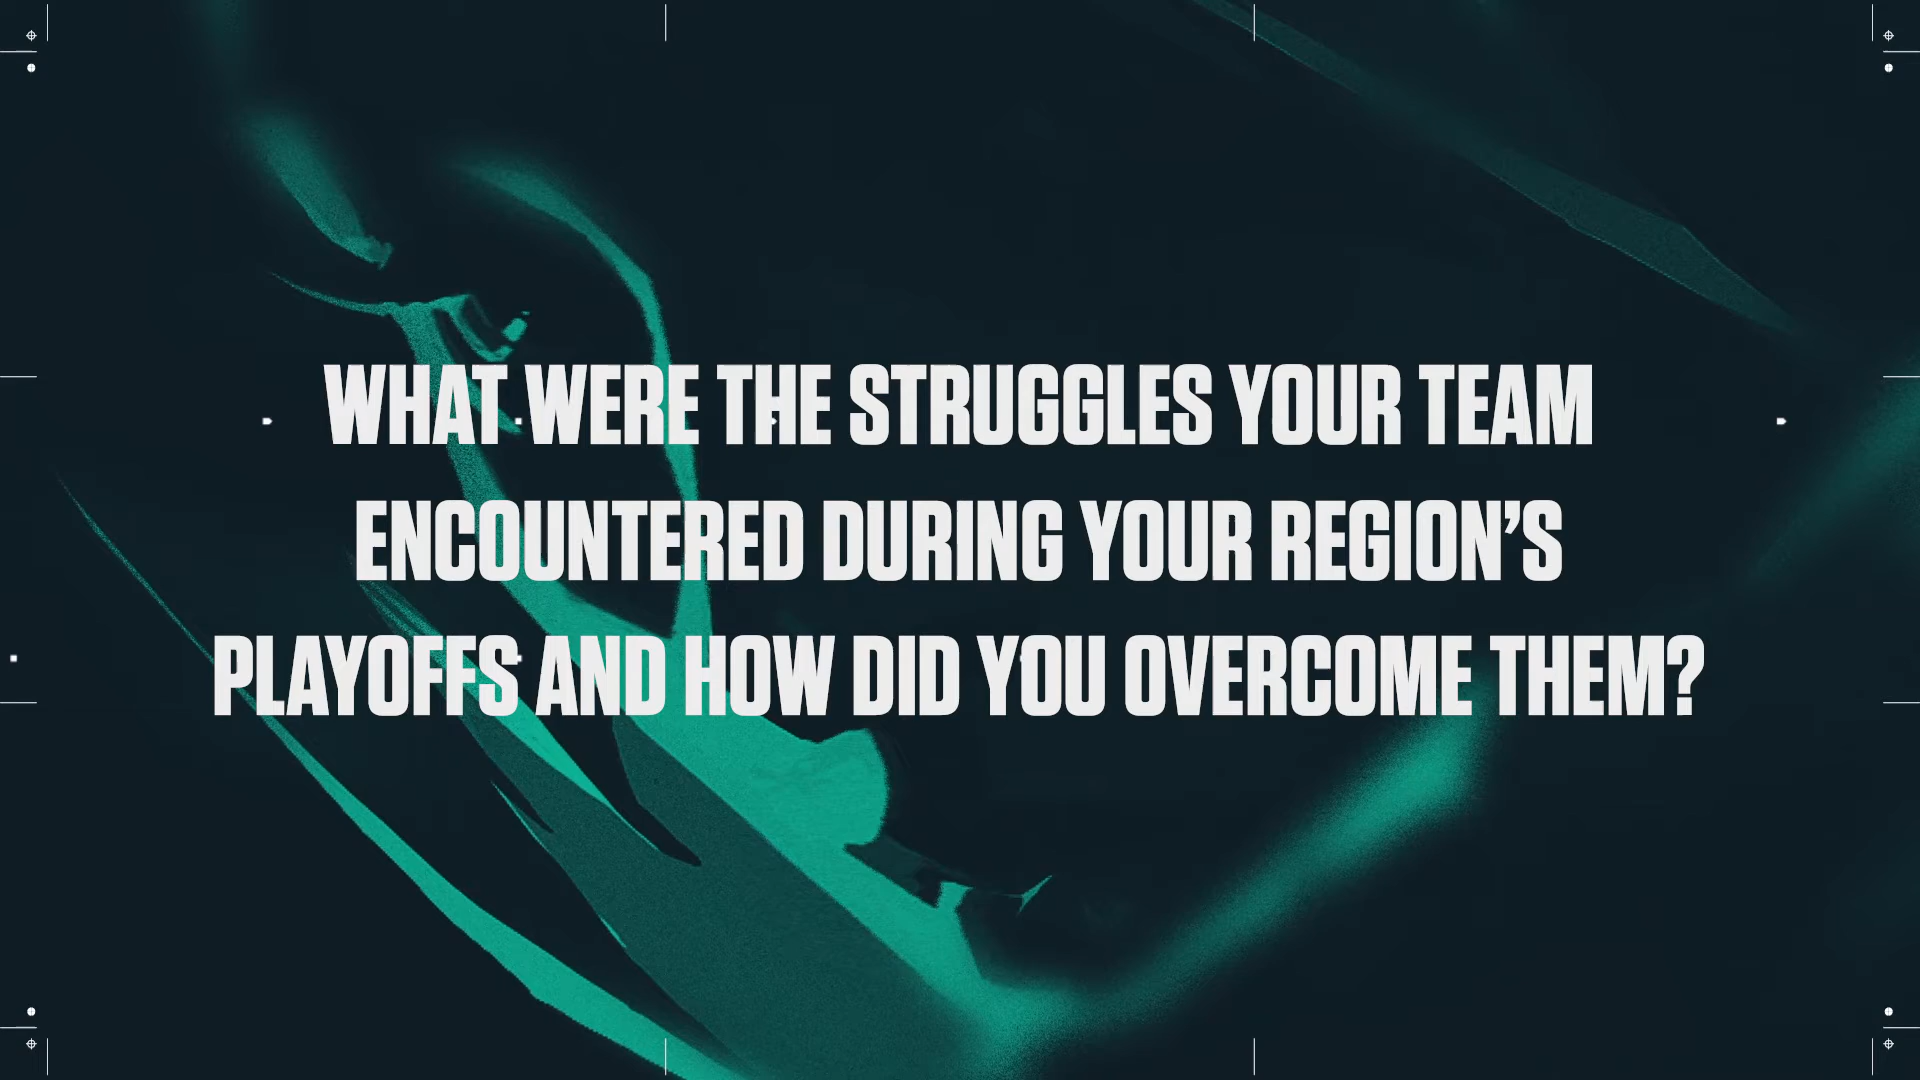 WHAT WERE THE STRUGGLES YOUR TEAM
ENCOUNTERED DURING YOUR REGION’S
PLAYOFFS AND HOW DID YOU OVERCOME THEM?